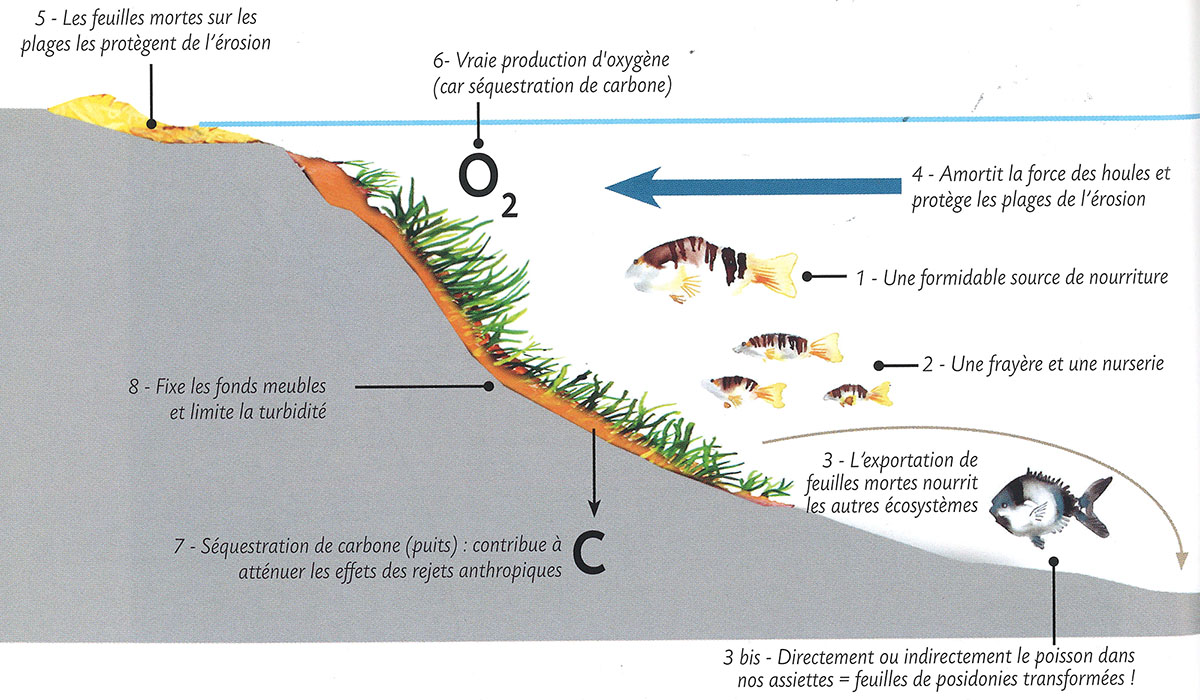 5 - Les feuilles mortes sur les
plages les protègent de l'érosion
6- Vraie production d'oxygène
(car séquestration de carbone)
O2
4 - Amortit la force des houles et
protège les plages de l'érosion
1 - Une formidable source de nourriture
2 - Une frayère et une nurserie
8 - Fixe les fonds meubles
et limite la turbidité
3 - L'exportation de
feuilles mortes nourrit
les autres écosystèmes
7 - Séquestration de carbone (puits) : contribue à
atténuer les effets des rejets anthropiques
C
3 bis - Directement ou indirectement le poisson dans
nos assiettes = feuilles de posidonies transformées !